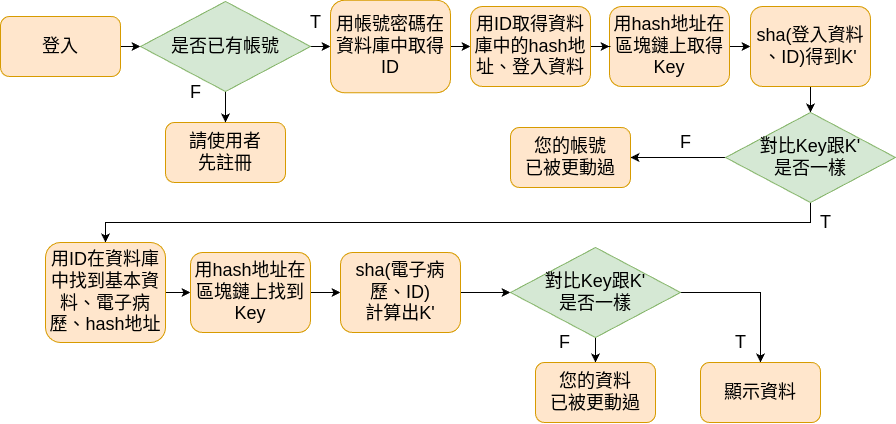 登入
是否已有帳號
T
F
請使用者
先註冊
用帳號密碼在
資料庫中取得
ID
用ID取得資料
庫中的hash地
址、登入資料
用hash地址在
區塊鏈上取得
Key
sha(登入資料
、ID)得到K'
對比Key跟K'
是否一樣
F
您的帳號
已被更動過
T
用ID在資料庫
中找到基本資
料、電子病
歷、hash地址
用hash地址在
區塊鏈上找到
Key
sha(電子病
歷、ID)
計算出K'
對比Key跟K'
是否一樣
F
T
您的資料
已被更動過
顯示資料